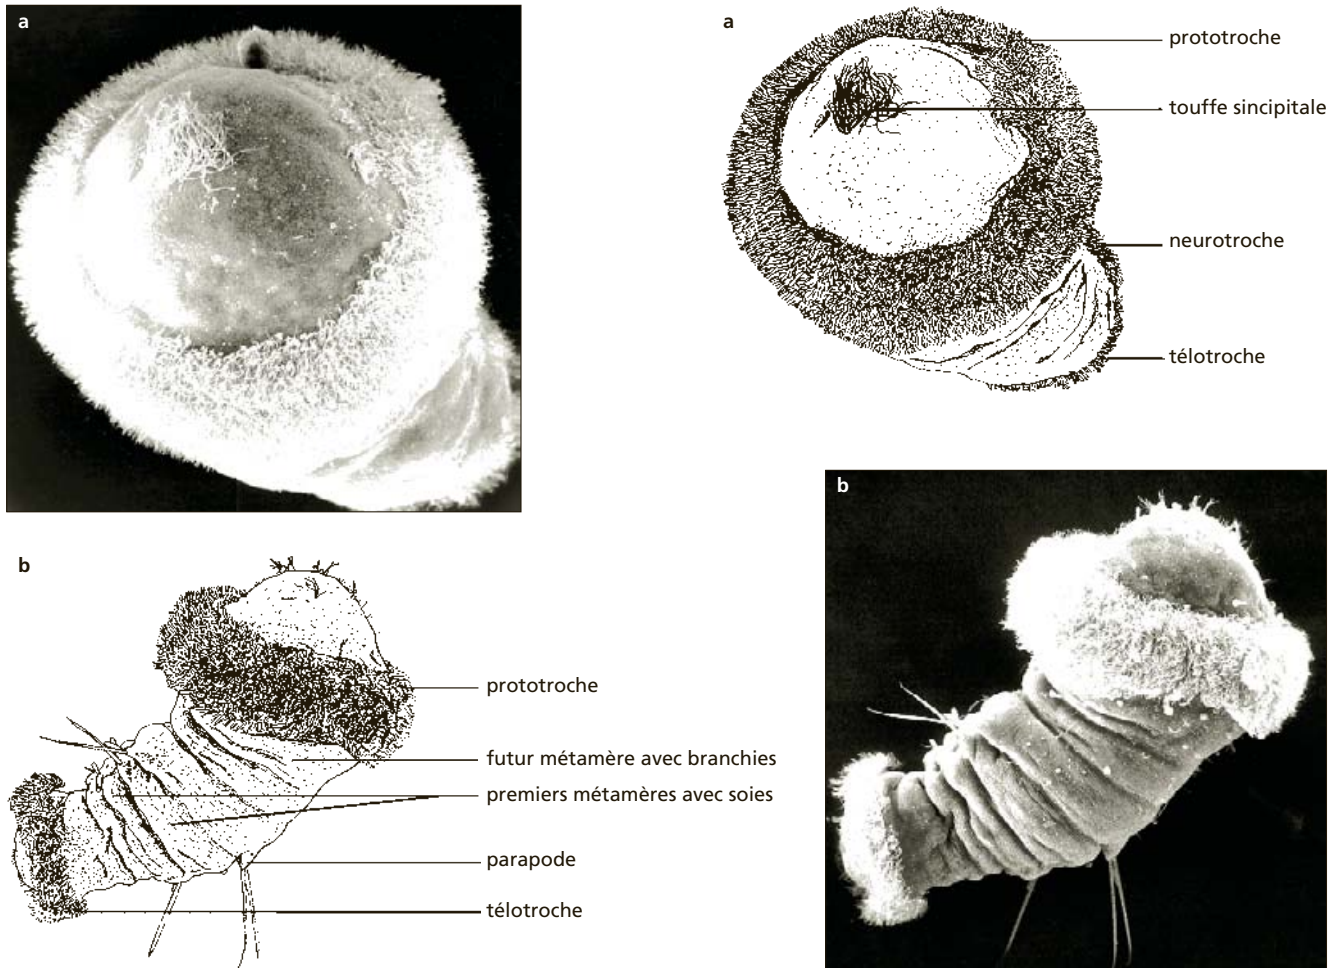 a
a
prototroche
touffe sincipitale
neurotroche
télotroche
b
b
prototroche
futur métamère avec branchies
premiers métamères avec soies
parapode
télotroche